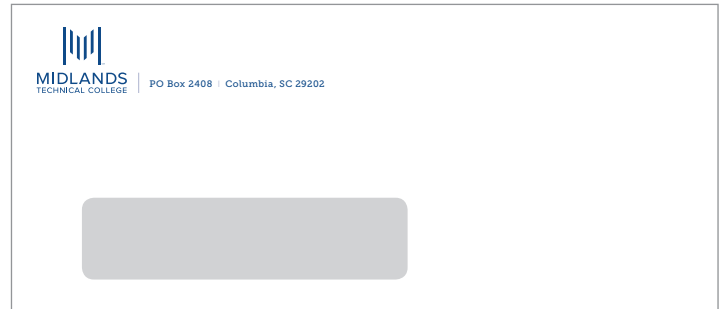 MIDLANDS
TECHNICAL COLLEGE
PO Box 2408 | Columbia, SC 29202